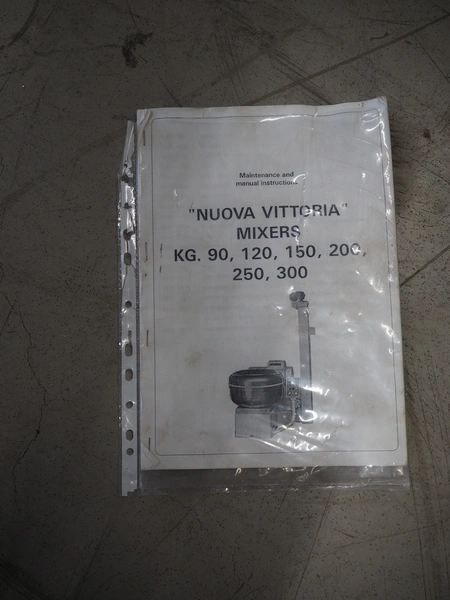 Maintenance and
manual instructions
"NUOVA VITTORIA"
MIXERS
KG. 90, 120, 150, 200,
250, 300